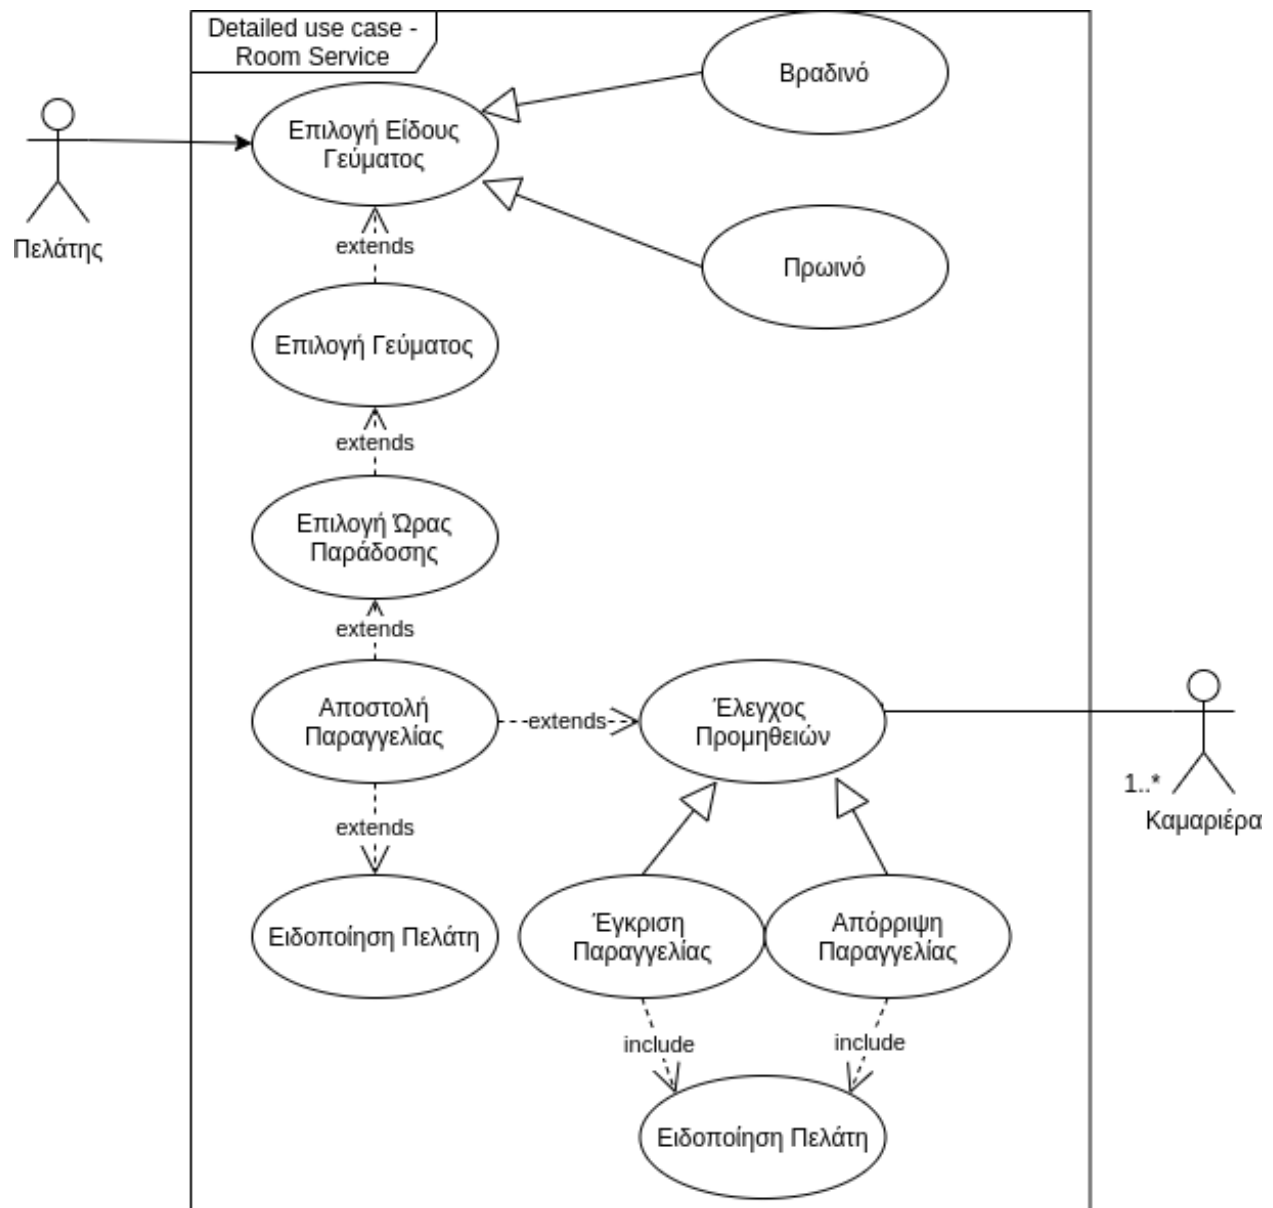 Detailed use case -
Room Service
Βραδινό
Επιλογή Είδους
Γεύματος
Πελάτης
extends
Πρωινό
Επιλογή Γεύματος
extends
Επιλογή Ώρας
Παράδοσης
extends
Αποστολή
Παραγγελίας
extends
Έλεγχος
Προμηθειών
1..*
Καμαριέρα
extends
Ειδοποίηση Πελάτη
Έγκριση
Παραγγελίας
Απόρριψη
Παραγγελίας
include
include
Ειδοποίηση Πελάτη